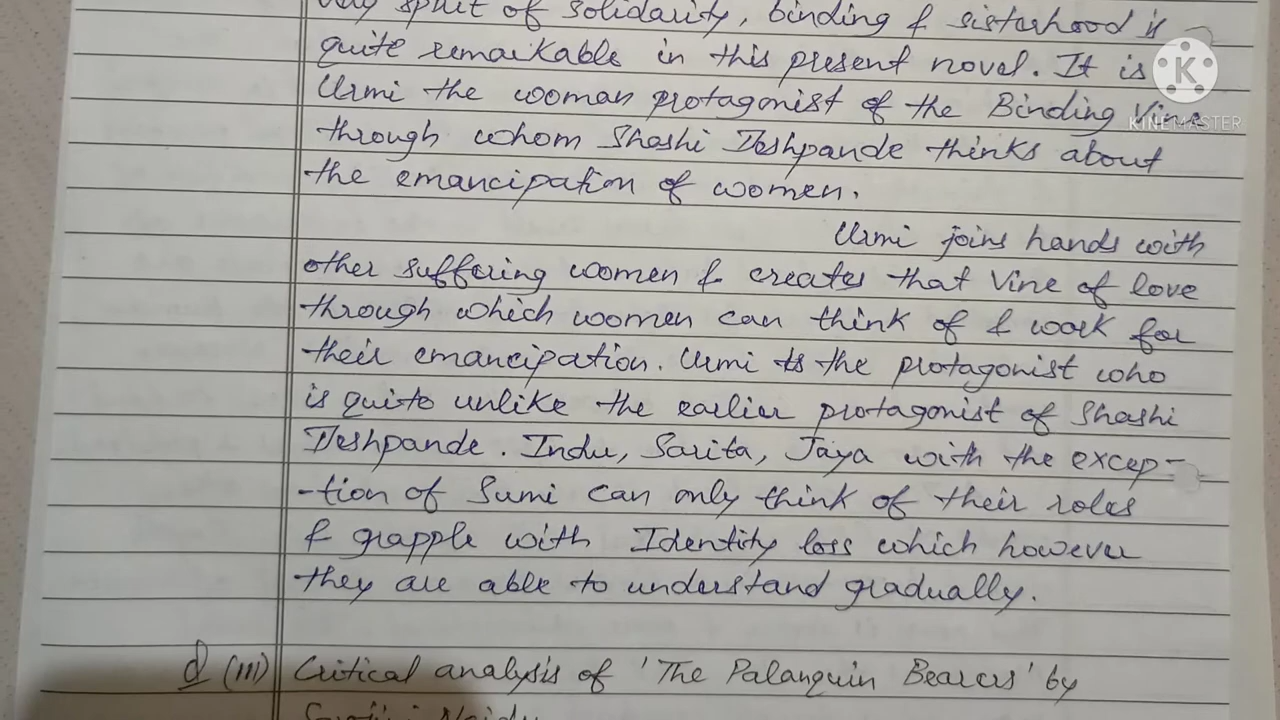 spirit of solidarity, binding & sisterhood is
quite remarkable in this present novel. It is
Urmi the woman protagonist of the Binding Vine
through whom Shashi Deshpande thinks about
the emancipation of women.
Urmi joins hands with
other suffering women & creates that Vine of love
through which women can think of & work for
their emancipation. Urmi is the protagonist who
is quite unlike the earlier protagonist of Shashi
Deshpande. Indu, Sarita, Jaya with the excep-
-tion of Sumi can only think of their roles
& grapple with Identity loss which however
they are able to understand gradually.
d (iii) Critical analysis of 'The Palanquin Bearers' by
Sarojini Naidu
K
KINEMASTER